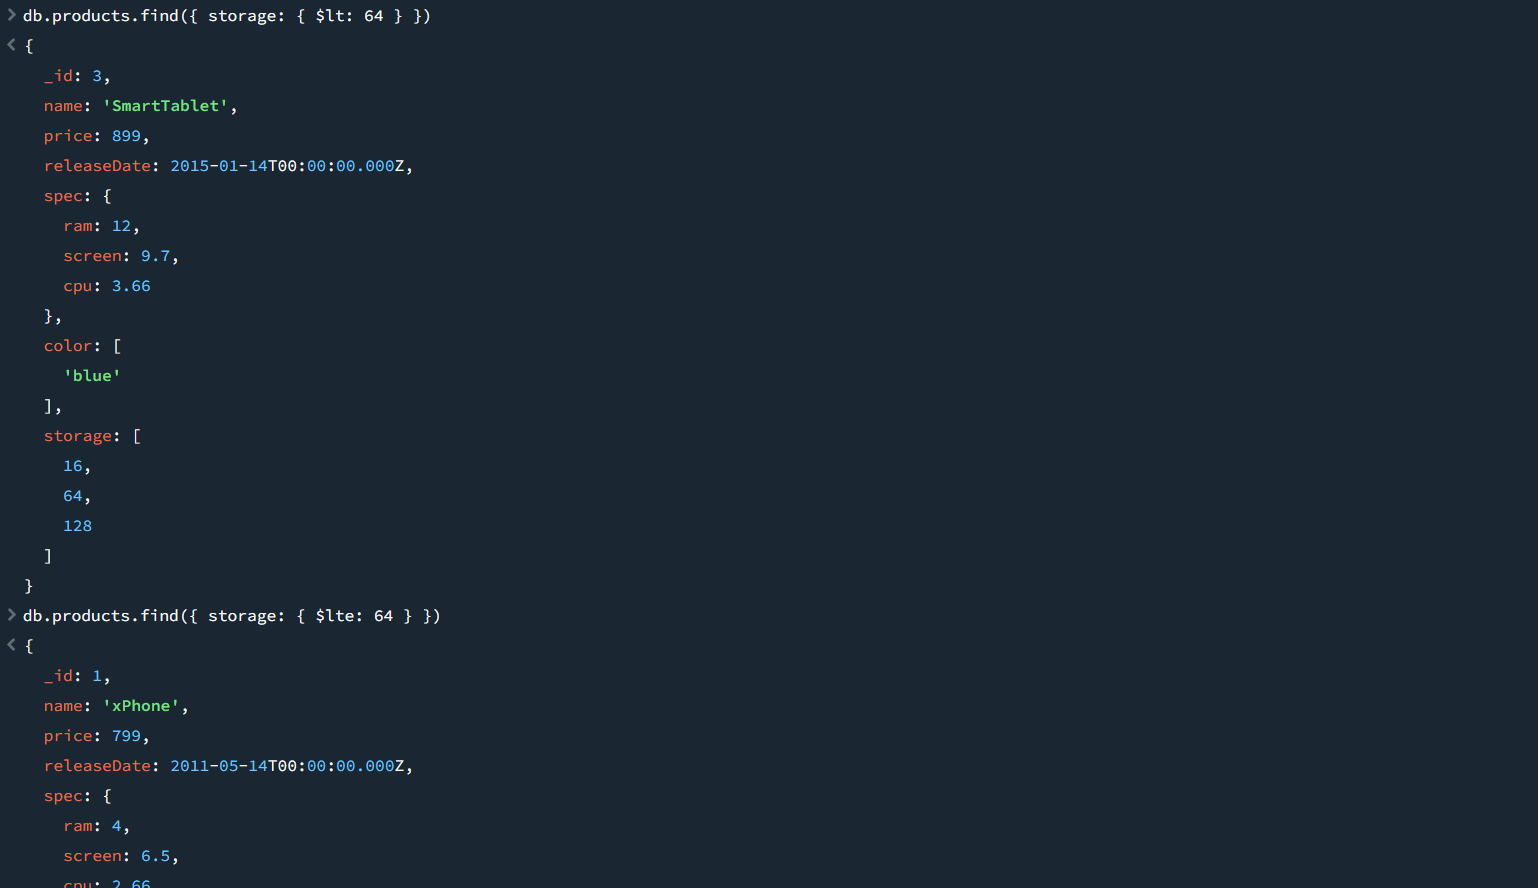 db.products.find({ storage: { $lt: 64 } })
{
_id: 3,
name: 'SmartTablet',
price: 899,
releaseDate: 2015-01-14T00:00:00.000Z,
spec: {
ram: 12,
screen: 9.7,
cpu: 3.66
},
color: [
'blue'
],
storage: [
16,
64,
128
]
}
db.products.find({ storage: { $lte: 64 } })
{
_id: 1,
name: 'xPhone',
price: 799,
releaseDate: 2011-05-14T00:00:00.000Z,
spec: {
ram: 4,
screen: 6.5,
cpu: 2.66